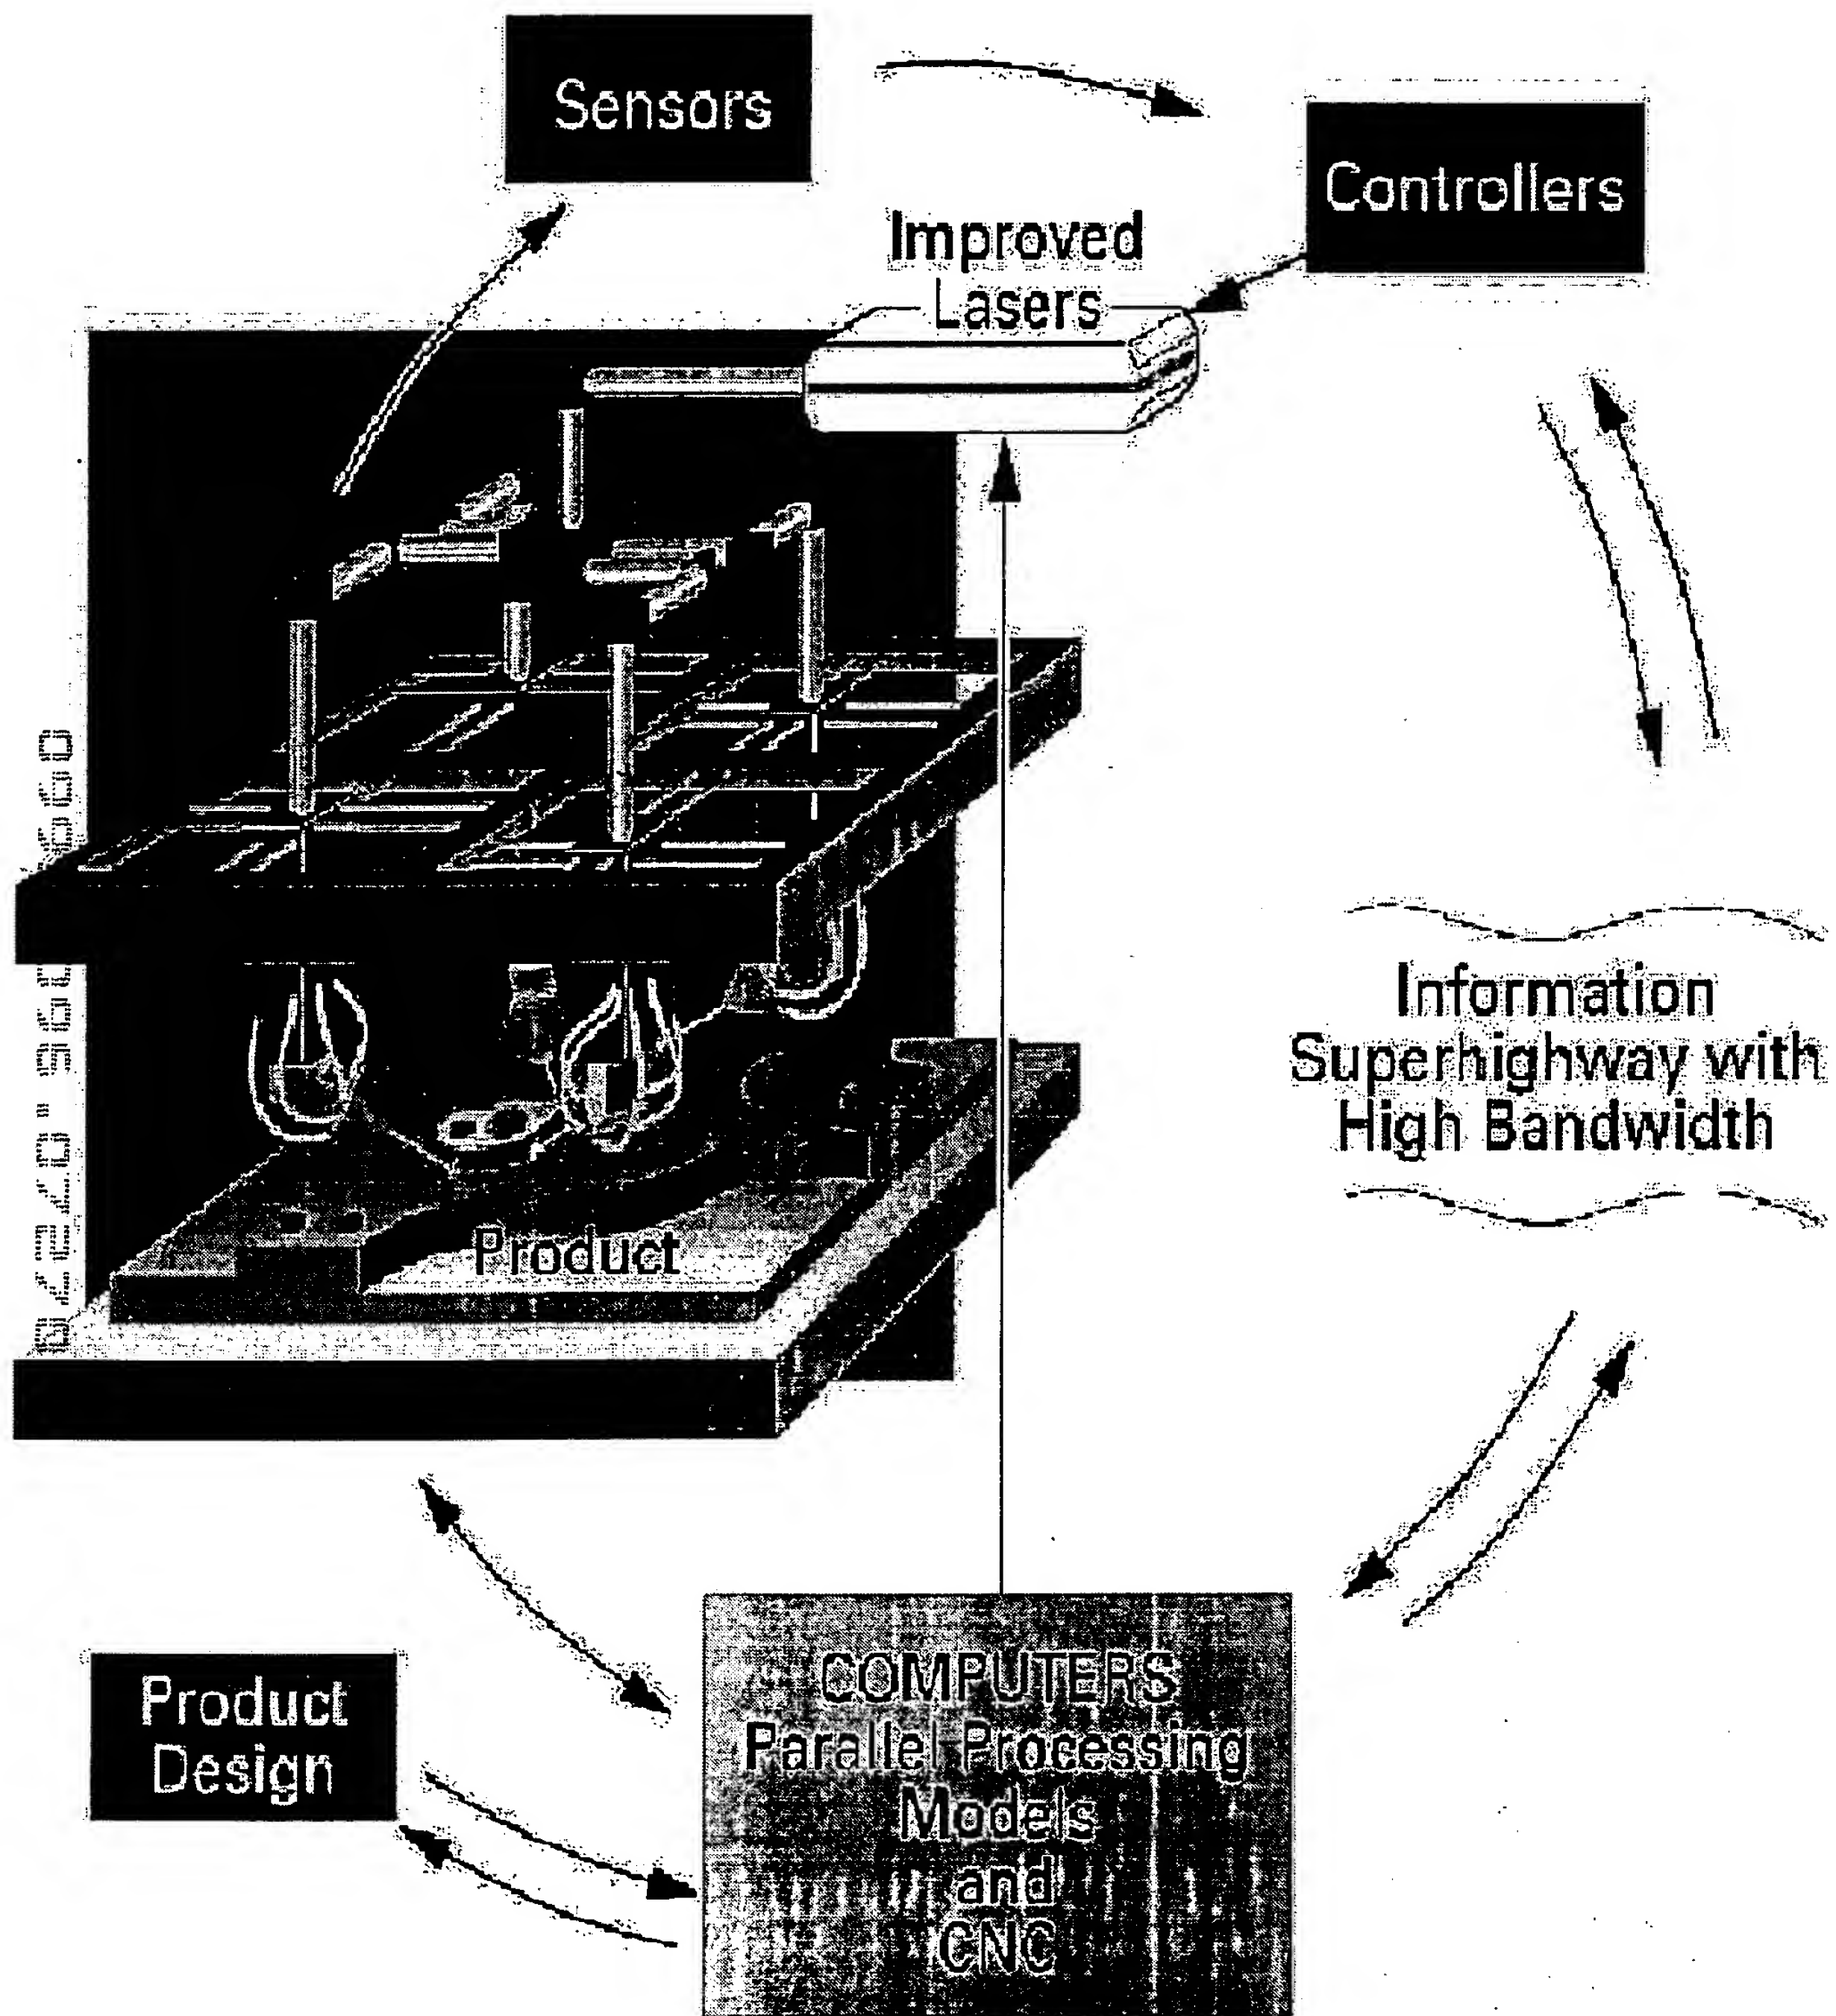 Sensors
Controllers
Improved
Lasers
Information
Superhighway with
High Bandwidth
Product
Product
Design
COMPUTERS
Parallel Processing
Models
and
CNC